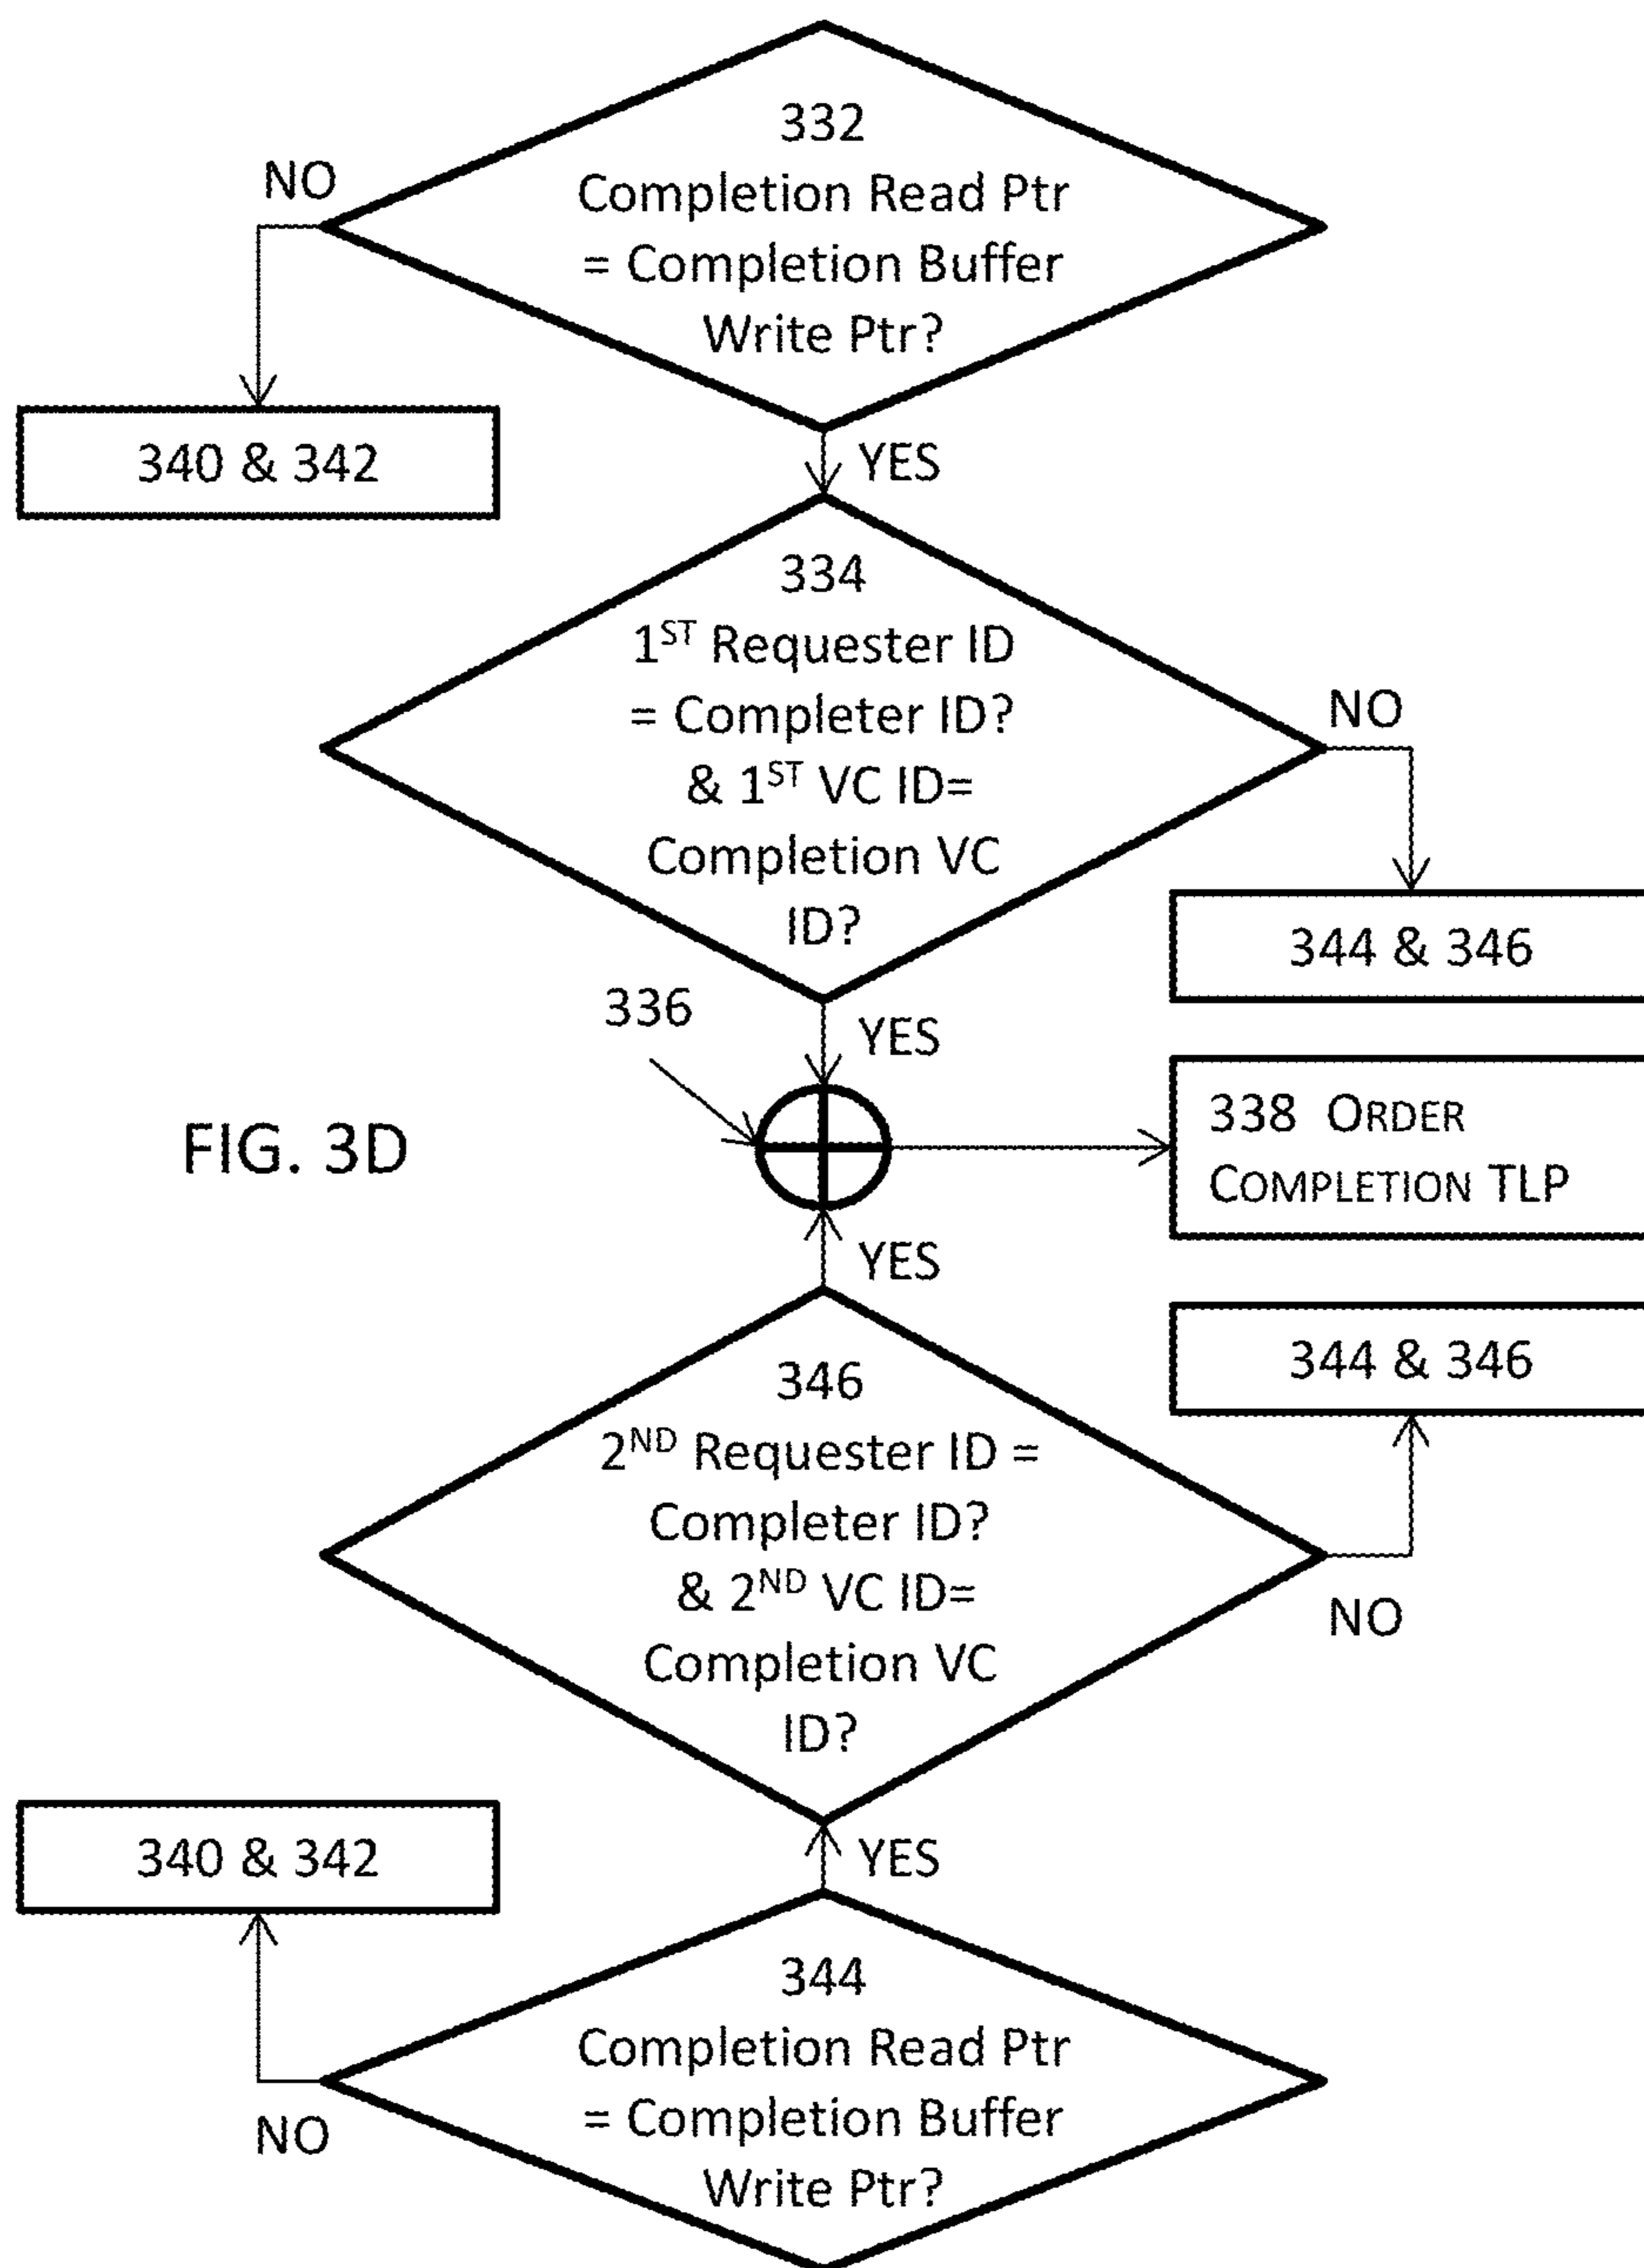 332
Completion Read Ptr
= Completion Buffer
Write Ptr?
NO
340 & 342
YES
334
1ST Requester ID
= Completer ID?
& 1ST VC ID=
Completion VC
ID?
NO
344 & 346
YES
336
FIG. 3D
338 ORDER
COMPLETION TLP
YES
344 & 346
346
2ND Requester ID =
Completer ID?
& 2ND VC ID=
Completion VC
ID?
NO
340 & 342
YES
344
Completion Read Ptr
= Completion Buffer
Write Ptr?
NO